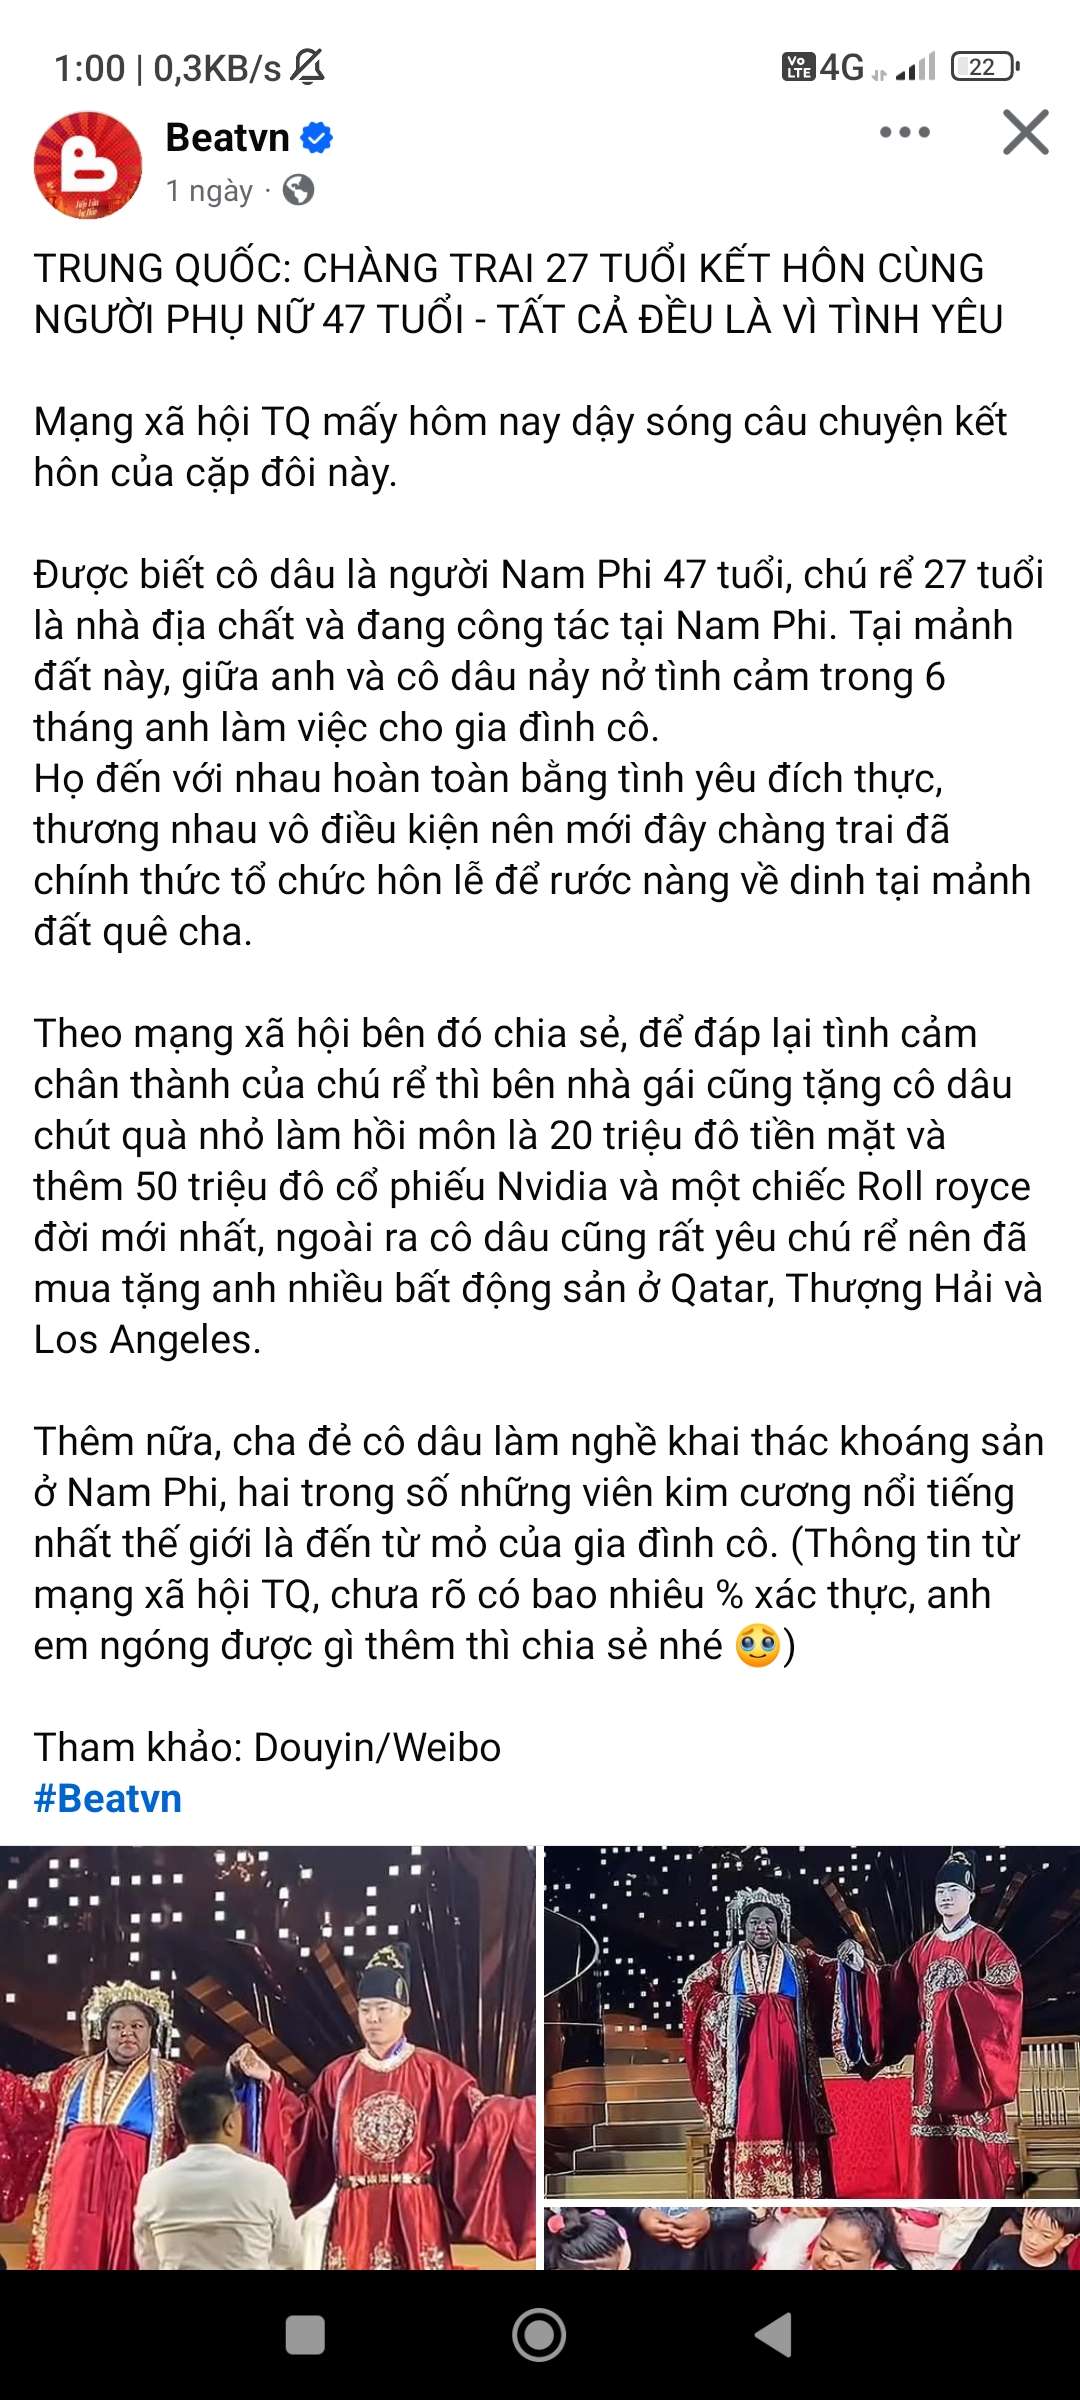 1:00 | 0,3KB/s
Vo LTE 4G 22
Beatvn
1 ngày ·
TRUNG QUỐC: CHÀNG TRAI 27 TUỔI KẾT HÔN CÙNG
NGƯỜI PHỤ NỮ 47 TUỔI - TẤT CẢ ĐỀU LÀ VÌ TÌNH YÊU
Mạng xã hội TQ mấy hôm nay dậy sóng câu chuyện kết
hôn của cặp đôi này.
Được biết cô dâu là người Nam Phi 47 tuổi, chú rể 27 tuổi
là nhà địa chất và đang công tác tại Nam Phi. Tại mảnh
đất này, giữa anh và cô dâu nảy nở tình cảm trong 6
tháng anh làm việc cho gia đình cô.
Họ đến với nhau hoàn toàn bằng tình yêu đích thực,
thương nhau vô điều kiện nên mới đây chàng trai đã
chính thức tổ chức hôn lễ để rước nàng về dinh tại mảnh
đất quê cha.
Theo mạng xã hội bên đó chia sẻ, để đáp lại tình cảm
chân thành của chú rể thì bên nhà gái cũng tặng cô dâu
chút quà nhỏ làm hồi môn là 20 triệu đô tiền mặt và
thêm 50 triệu đô cổ phiếu Nvidia và một chiếc Roll royce
đời mới nhất, ngoài ra cô dâu cũng rất yêu chú rể nên đã
mua tặng anh nhiều bất động sản ở Qatar, Thượng Hải và
Los Angeles.
Thêm nữa, cha đẻ cô dâu làm nghề khai thác khoáng sản
ở Nam Phi, hai trong số những viên kim cương nổi tiếng
nhất thế giới là đến từ mỏ của gia đình cô. (Thông tin từ
mạng xã hội TQ, chưa rõ có bao nhiêu % xác thực, anh
em ngóng được gì thêm thì chia sẻ nhé 🥹)
Tham khảo: Douyin/Weibo
#Beatvn